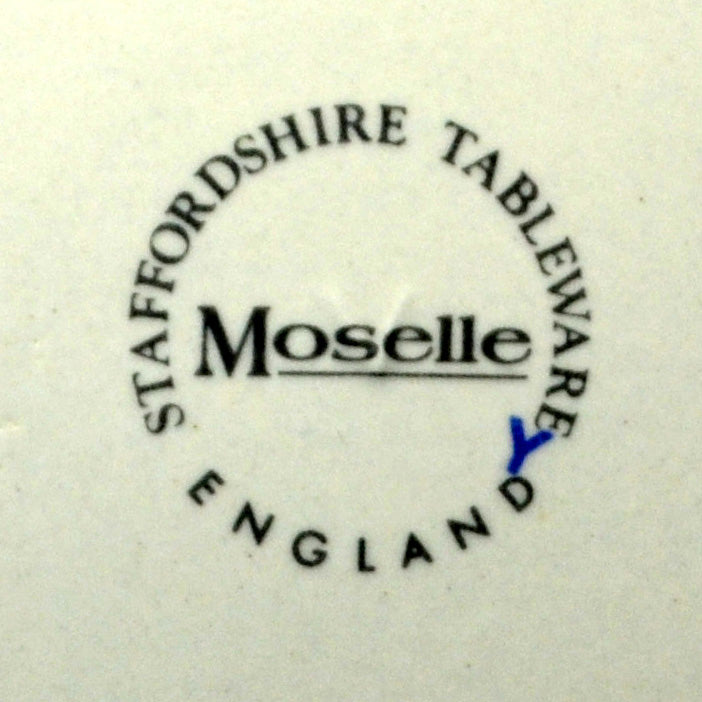 STAFFORDSHIRE TABLEWARE
Moselle
Y
ENGLAND